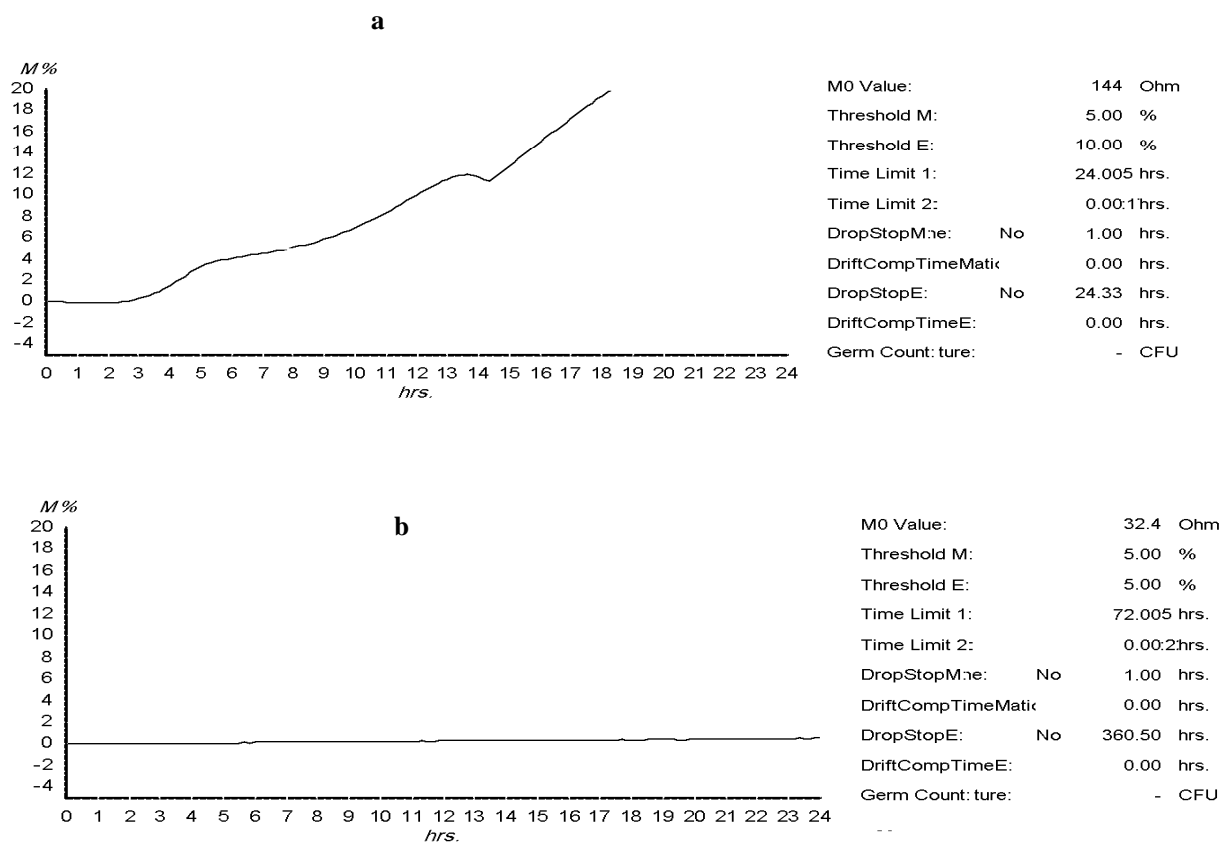 a
M%
20
18
16
14
12
10
8
6
4
2
0
-2
-4
0 1 2 3 4 5 6 7 8 9 10 11 12 13 14 15 16 17 18 19 20 21 22 23 24
hrs.
M0 Value: 144 Ohm
Threshold M: 5.00 %
Threshold E: 10.00 %
Time Limit 1: 24.005 hrs.
Time Limit 2: hrs.
No 1.00 hrs.
0.00 hrs.
DropStopE: No 24.33 hrs.
DriftCompTimeE: 0.00 hrs.
Germ Count: ture: - CFU
b
M%
20
18
16
14
12
10
8
6
4
2
0
-2
-4
0 1 2 3 4 5 6 7 8 9 10 11 12 13 14 15 16 17 18 19 20 21 22 23 24
hrs.
M0 Value: 32.4 Ohm
Threshold M: 5.00 %
Threshold E: 5.00 %
Time Limit 1: 72.005 hrs.
Time Limit 2: hrs.
No 1.00 hrs.
0.00 hrs.
DropStopE: No 360.50 hrs.
DriftCompTimeE: 0.00 hrs.
Germ Count: ture: - CFU